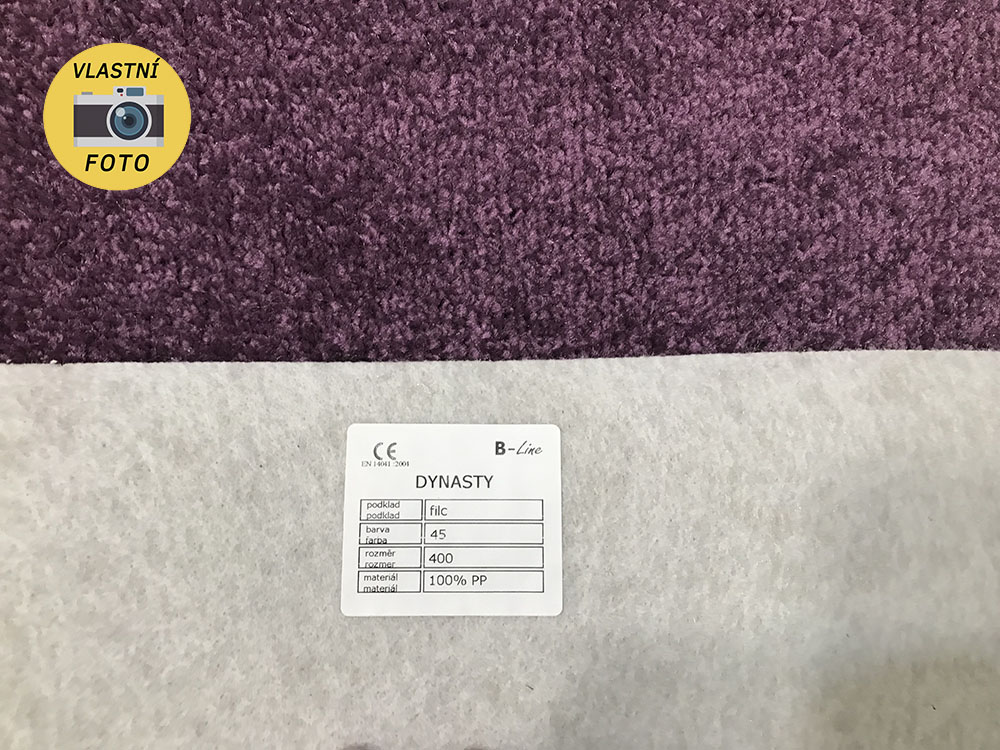 VLASTNÍ
FOTO
CE
EN 14041 :2004
B-Line
DYNASTY
podklad
podklad
filc
barva
farba
45
rozměr
rozmer
400
materiál
materiál
100% PP